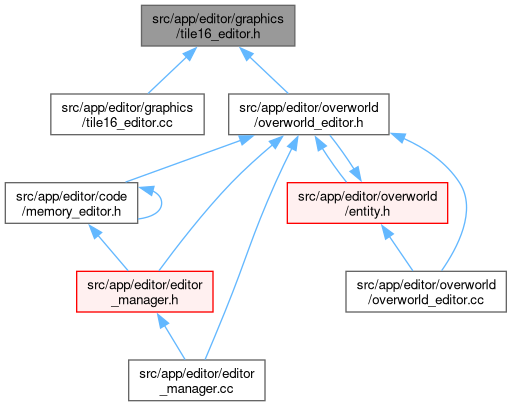 src/app/editor/graphics
/tile16_editor.h
src/app/editor/graphics
/tile16_editor.cc
src/app/editor/overworld
/overworld_editor.h
src/app/editor/code
/memory_editor.h
src/app/editor/overworld
/entity.h
src/app/editor/editor
_manager.h
src/app/editor/overworld
/overworld_editor.cc
src/app/editor/editor
_manager.cc